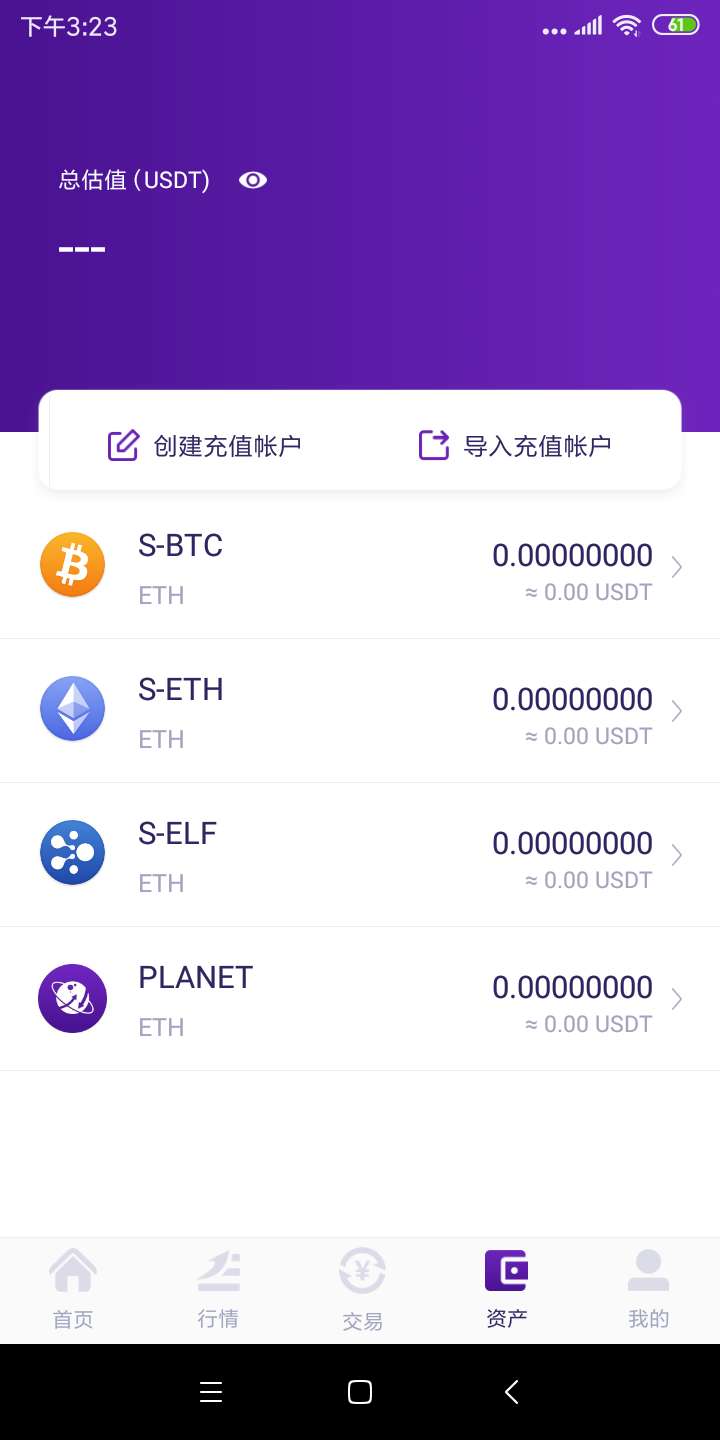 下午3:23
61
总估值 (USDT)
---
创建充值帐户
导入充值帐户
S-BTC
0.00000000
ETH
≈ 0.00 USDT
S-ETH
0.00000000
ETH
≈ 0.00 USDT
S-ELF
0.00000000
ETH
≈ 0.00 USDT
PLANET
0.00000000
ETH
≈ 0.00 USDT
首页
行情
交易
资产
我的